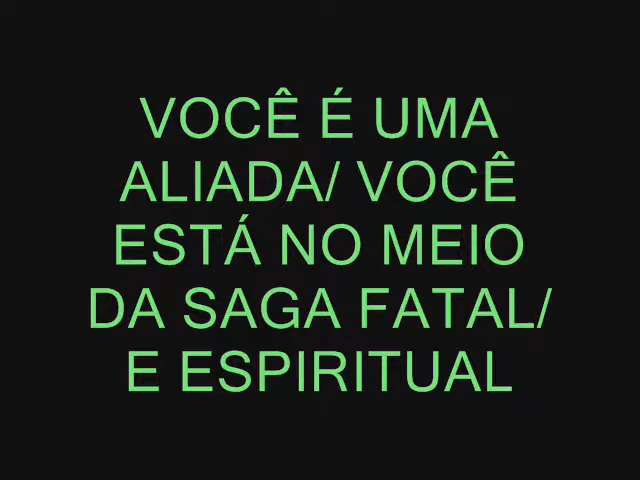 VOCÊ É UMA
ALIADA/ VOCÊ
ESTÁ NO MEIO
DA SAGA FATAL/
E ESPIRITUAL